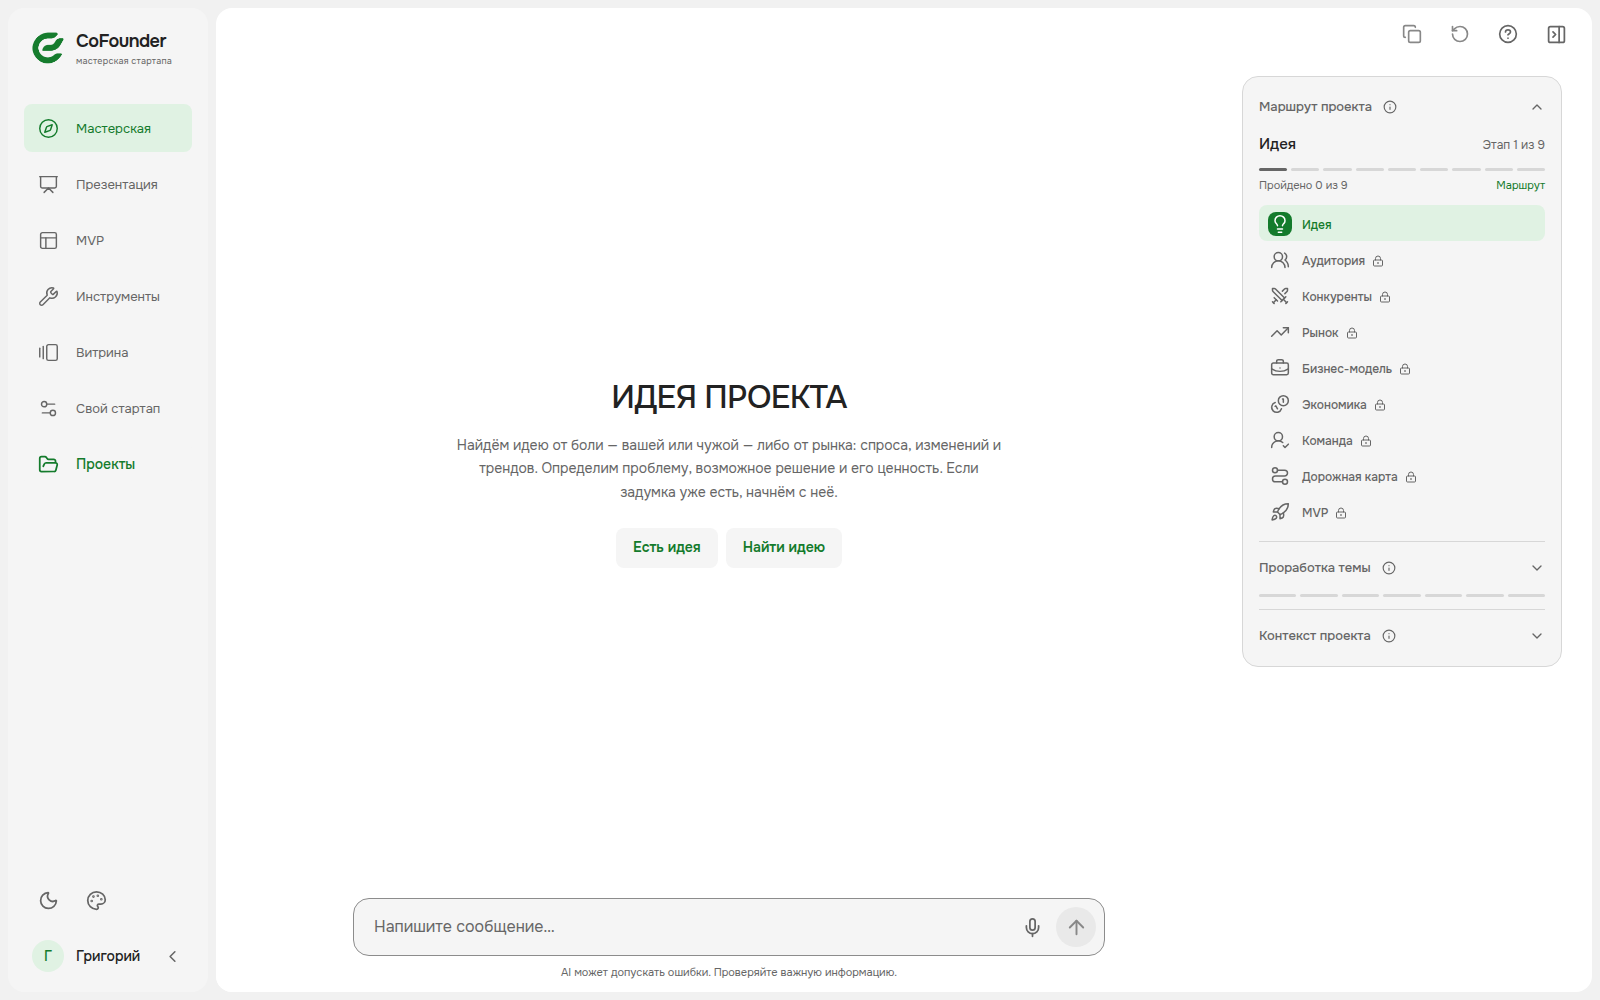 CoFounder
мастерская стартапа
Мастерская
Презентация
MVP
Инструменты
Витрина
Свой стартап
Проекты
Г
Григорий
ИДЕЯ ПРОЕКТА
Найдём идею от боли — вашей или чужой — либо от рынка: спроса, изменений и
трендов. Определим проблему, возможное решение и его ценность. Если
задумка уже есть, начнём с неё.
Есть идея
Найти идею
Напишите сообщение...
AI может допускать ошибки. Проверяйте важную информацию.
Маршрут проекта
Идея
Этап 1 из 9
Пройдено 0 из 9
Маршрут
Идея
Аудитория
Конкуренты
Рынок
Бизнес-модель
Экономика
Команда
Дорожная карта
MVP
Проработка темы
Контекст проекта